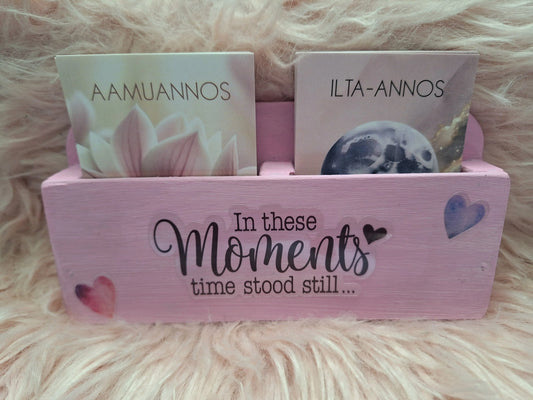 AAMUANNOS
ILTA-ANNOS
In these
Moments
time stood still...